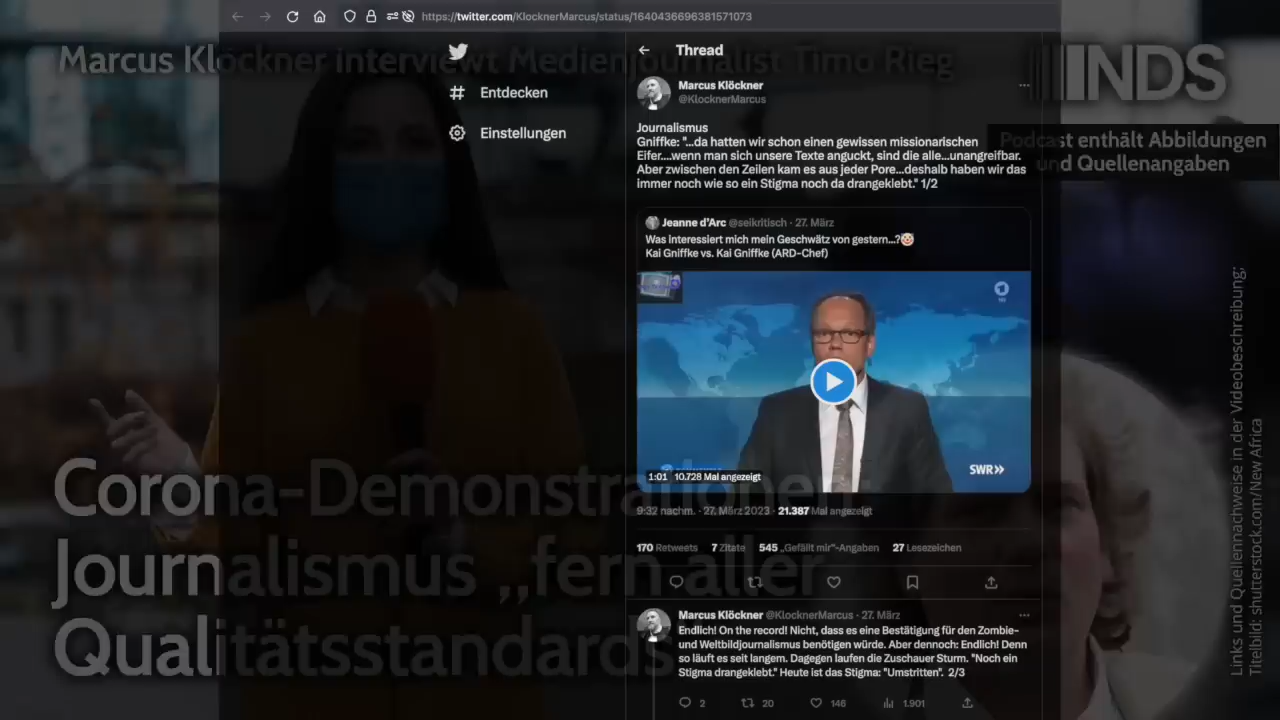 https://twitter.com/KlocknerMarcus/status/1640436696381571073
Marcus Klöckner interviewt Medienjournalist Timo Rieg
NDS
Podcast enthält Abbildungen
und Quellenangaben
Entdecken
Einstellungen
Thread
Marcus Klöckner
@KlocknerMarcus
Journalismus
Gniffke: "...da hatten wir schon einen gewissen missionarischen
Eifer....wenn man sich unsere Texte anguckt, sind die alle...unangreifbar.
Aber zwischen den Zeilen kam es aus jeder Pore...deshalb haben wir das
immer noch wie so ein Stigma noch da drangeklebt." 1/2
Jeanne d'Arc @seikritisch · 27. März
Was interessiert mich mein Geschwätz von gestern...?🤡
Kai Gniffke vs. Kai Gniffke (ARD-Chef)
SWR»
1:01 10.728 Mal angezeigt
9:32 nachm. · 27. März 2023 · 21.387 Mal angezeigt
170 Retweets 7 Zitate 545 „Gefällt mir"-Angaben 27 Lesezeichen
Marcus Klöckner @KlocknerMarcus · 27. März
Endlich! On the record! Nicht, dass es eine Bestätigung für den Zombie-
und Weltbildjournalismus benötigen würde. Aber dennoch: Endlich! Denn
so läuft es seit langem. Dagegen laufen die Zuschauer Sturm. "Noch ein
Stigma drangeklebt." Heute ist das Stigma: "Umstritten". 2/3
2 20 146 1.901
Corona-Demonstrationen:
Journalismus „fern aller
Qualitätsstandards"
Links und Quellennachweise in der Videobeschreibung;
Titelbild: shutterstock.com/New Africa